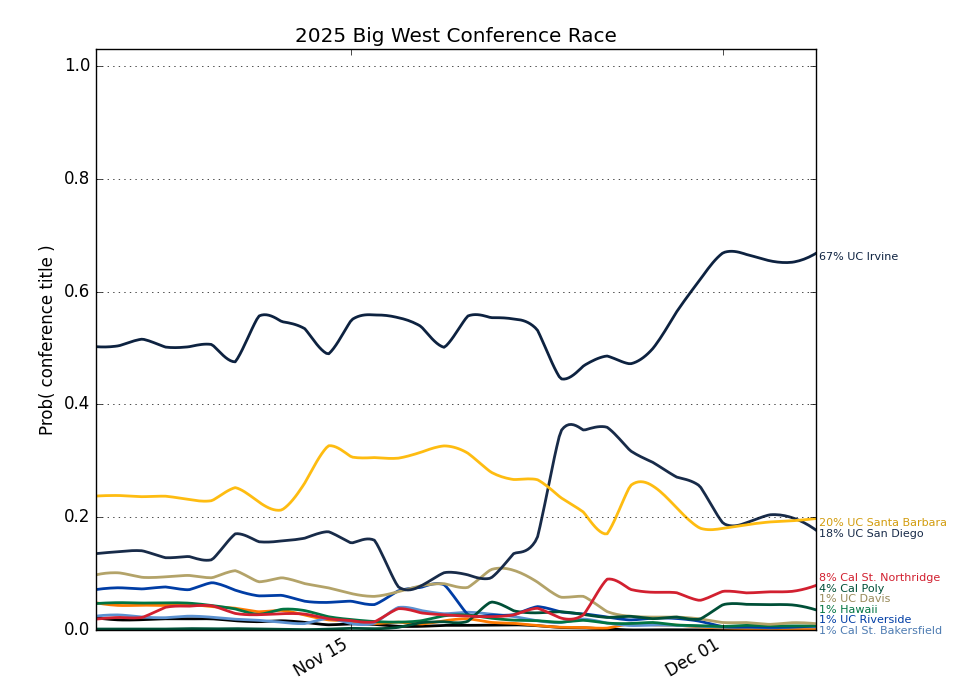 2025 Big West Conference Race
1.0
0.8
0.6
0.4
0.2
0.0
Prob( conference title )
Nov 15
Dec 01
67% UC Irvine
20% UC Santa Barbara
18% UC San Diego
8% Cal St. Northridge
4% Cal Poly
1% UC Davis
1% Hawaii
1% UC Riverside
1% Cal St. Bakersfield